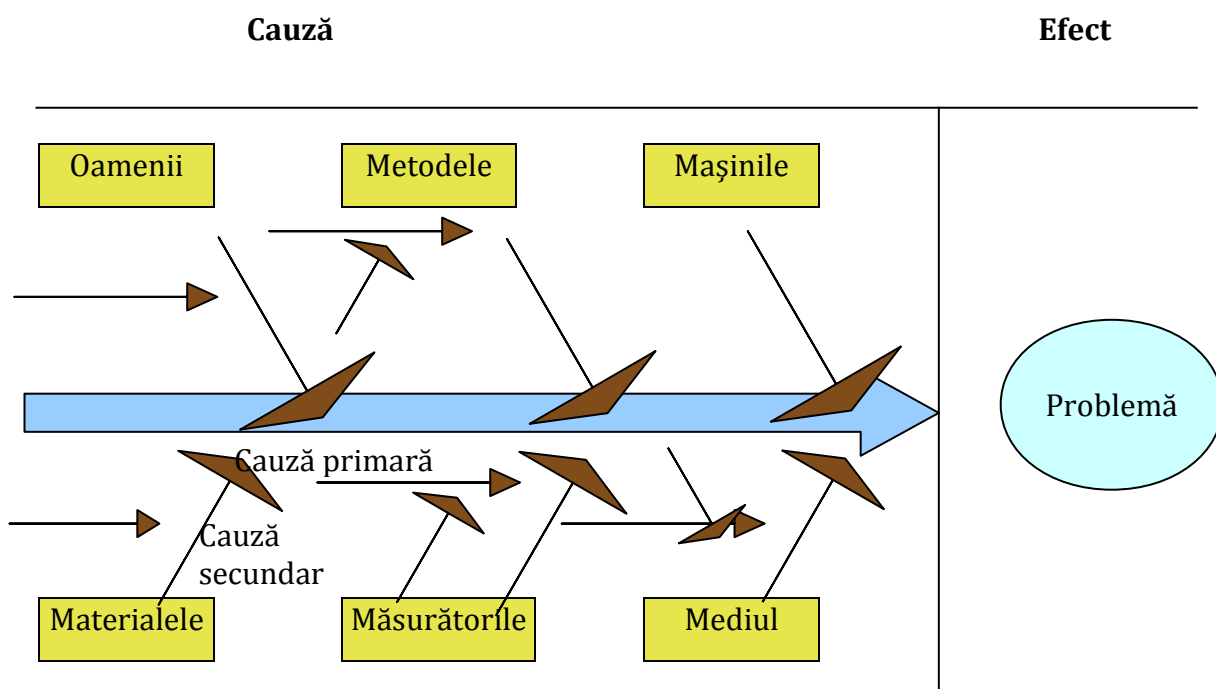 Cauză
Efect
Oamenii
Metodele
Maşinile
Problemă
Cauză primară
Cauză
secundar
Materialele
Măsurătorile
Mediul